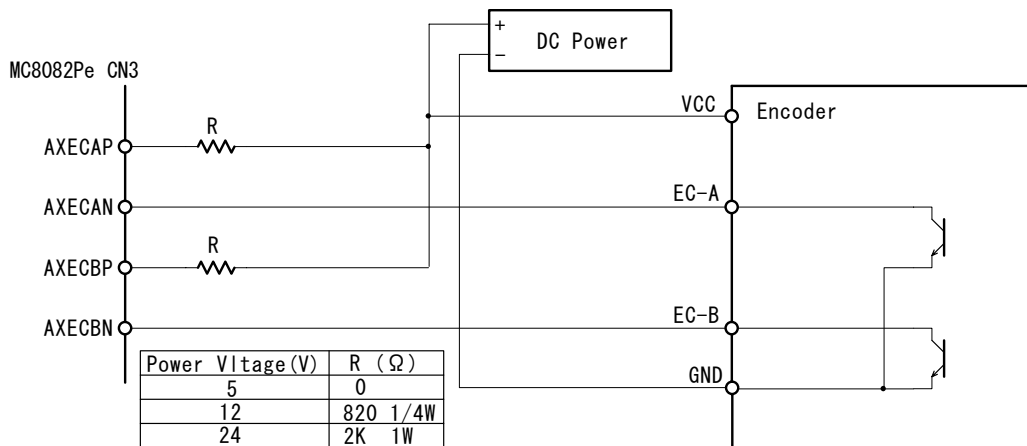 +
DC Power
−
MC8082Pe CN3
VCC
Encoder
R
AXECAP
EC-A
AXECAN
R
AXECBP
EC-B
AXECBN
Power Vltage(V) R (Ω)
5 0
12 820 1/4W
24 2K 1W
GND